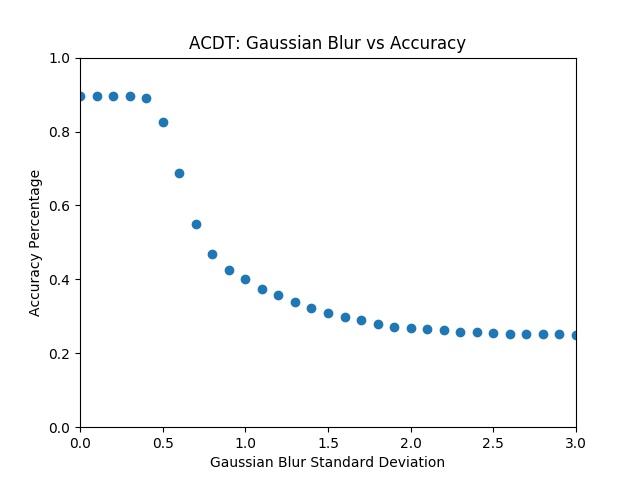 ACDT: Gaussian Blur vs Accuracy
1.0
0.8
0.6
0.4
0.2
0.0
Accuracy Percentage
0.0 0.5 1.0 1.5 2.0 2.5 3.0
Gaussian Blur Standard Deviation